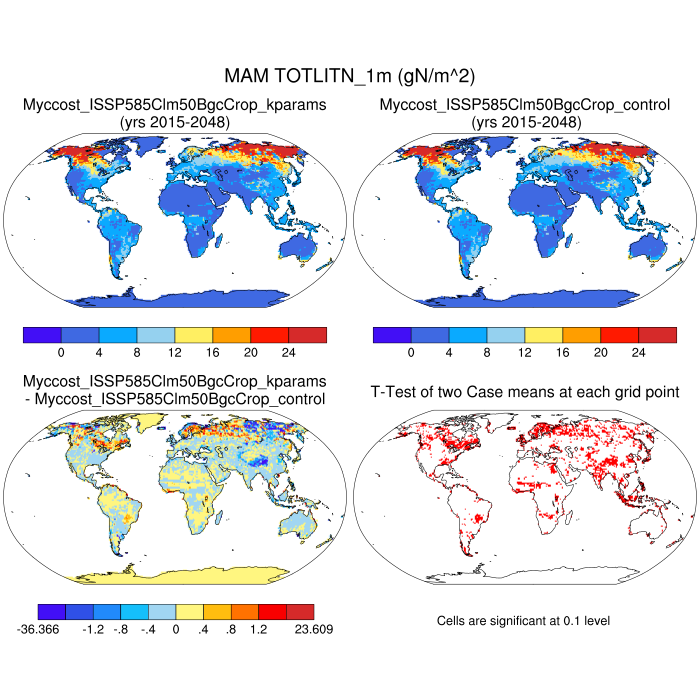 MAM TOTLITN_1m (gN/m^2)
Myccost_ISSP585Clm50BgcCrop_kparams
(yrs 2015-2048)
Myccost_ISSP585Clm50BgcCrop_control
(yrs 2015-2048)
0 4 8 12 16 20 24
0 4 8 12 16 20 24
Myccost_ISSP585Clm50BgcCrop_kparams
- Myccost_ISSP585Clm50BgcCrop_control
T-Test of two Case means at each grid point
-36.366 -1.2 -.8 -.4 0 .4 .8 1.2 23.609
Cells are significant at 0.1 level